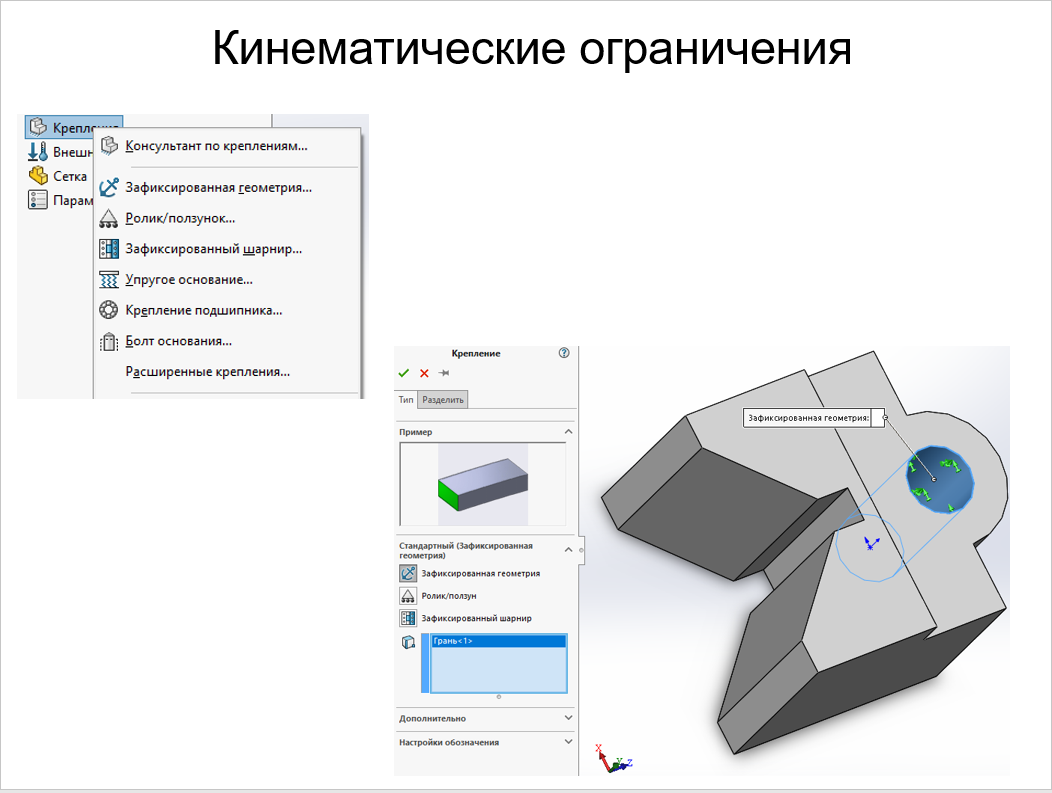 Кинематические ограничения
Крепления
Внешн
Сетка
Парам
Консультант по креплениям...
Зафиксированная геометрия...
Ролик/ползунок...
Зафиксированный шарнир...
Упругое основание...
Крепление подшипника...
Болт основания...
Расширенные крепления...
Крепление
Тип
Разделить
Пример
Стандартный (Зафиксированная
геометрия)
Зафиксированная геометрия
Ролик/ползун
Зафиксированный шарнир
Грань<1>
Дополнительно
Настройки обозначения
Зафиксированная геометрия:
X
Y
Z